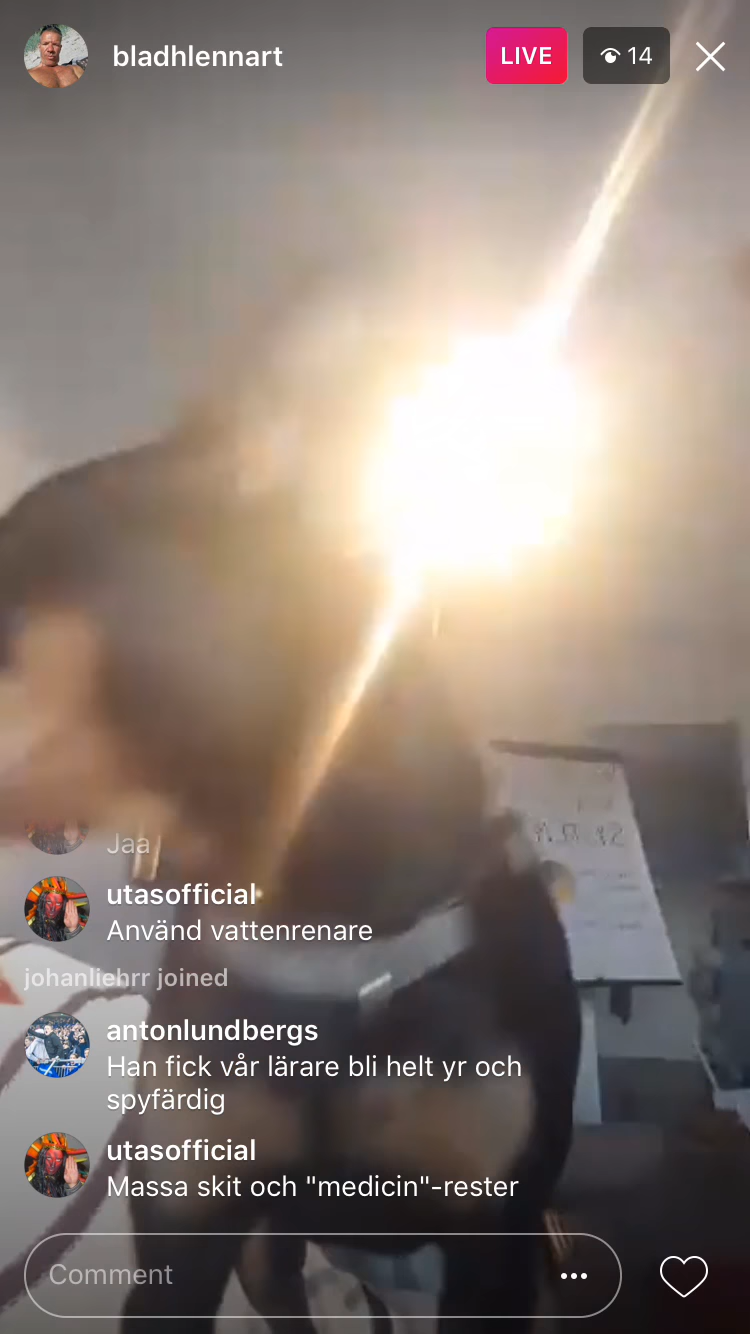 bladhlennart
LIVE
14
Jaa
utasofficial
Använd vattenrenare
johanliehrr joined
antonlundbergs
Han fick vår lärare bli helt yr och
spyfärdig
utasofficial
Massa skit och "medicin"-rester
Comment